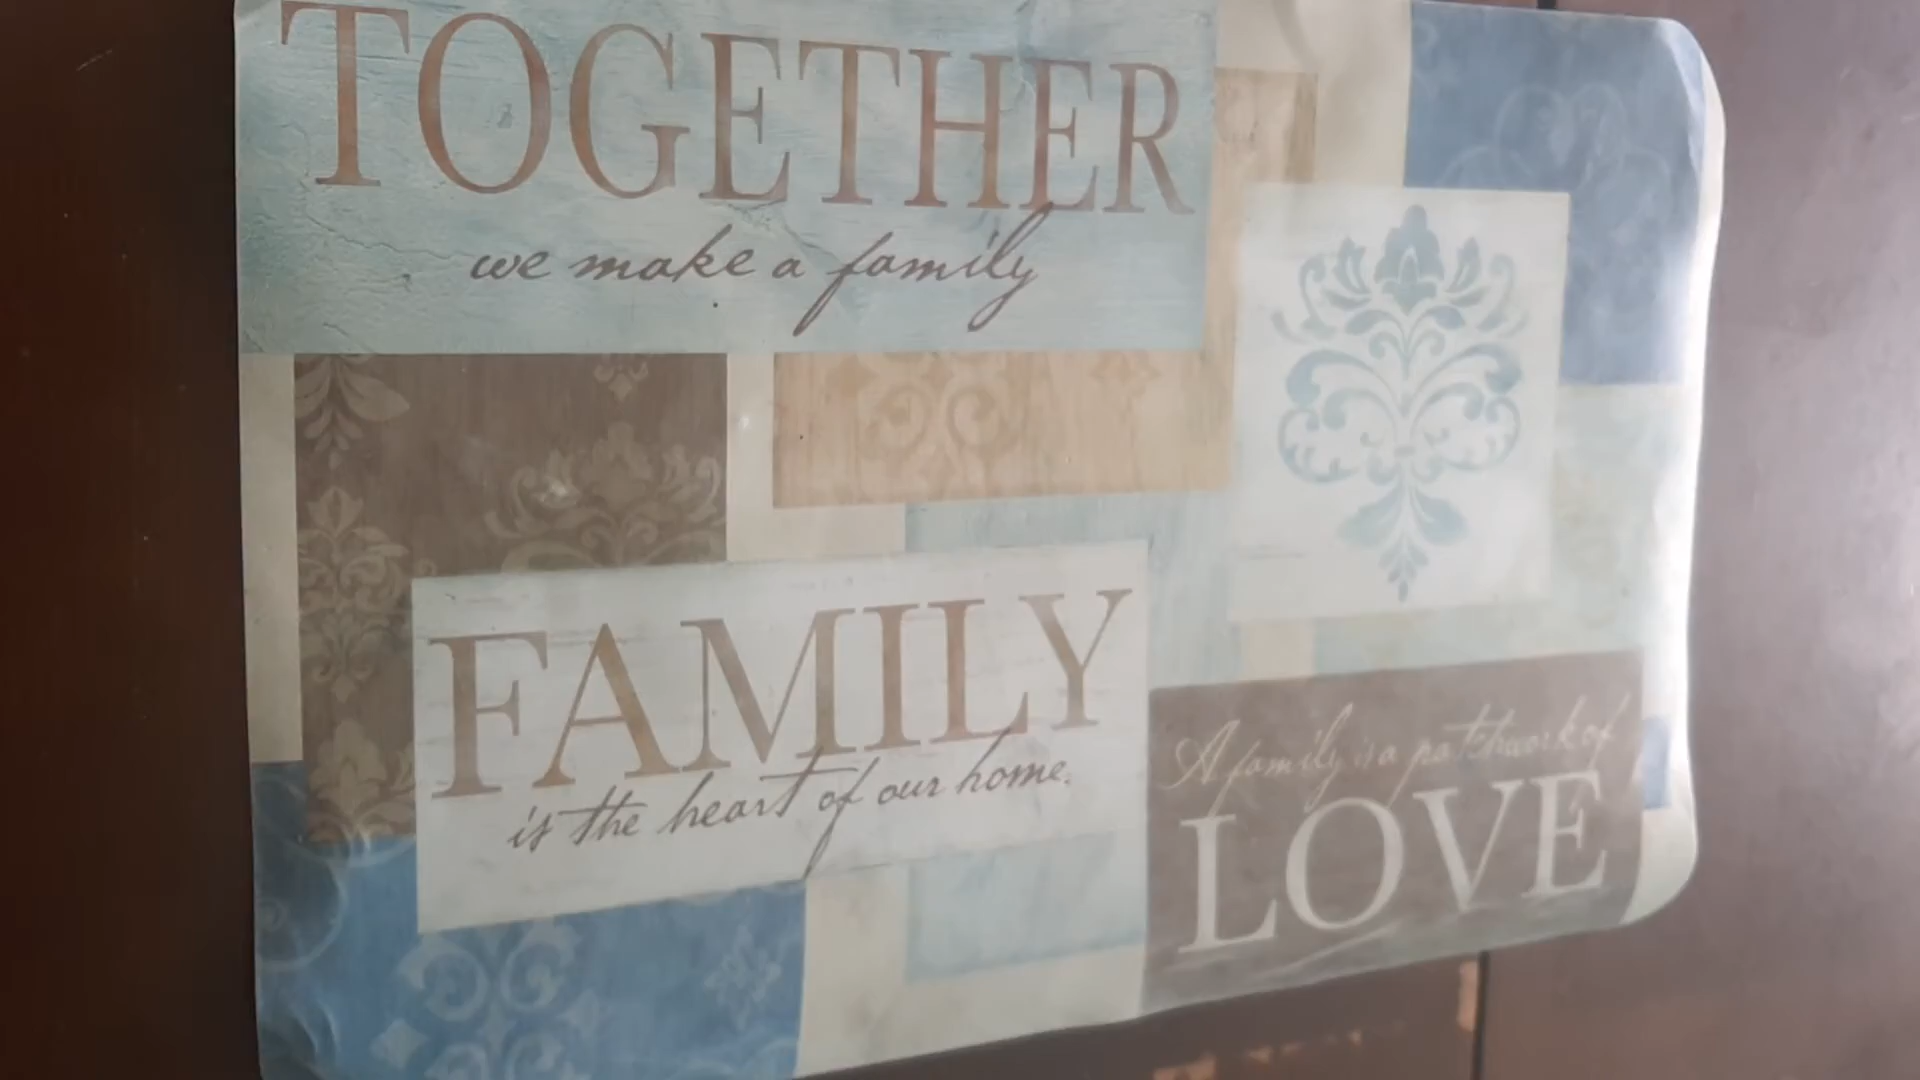 TOGETHER
we make a family
FAMILY
is the heart of our home.
A family is a patchwork of
LOVE